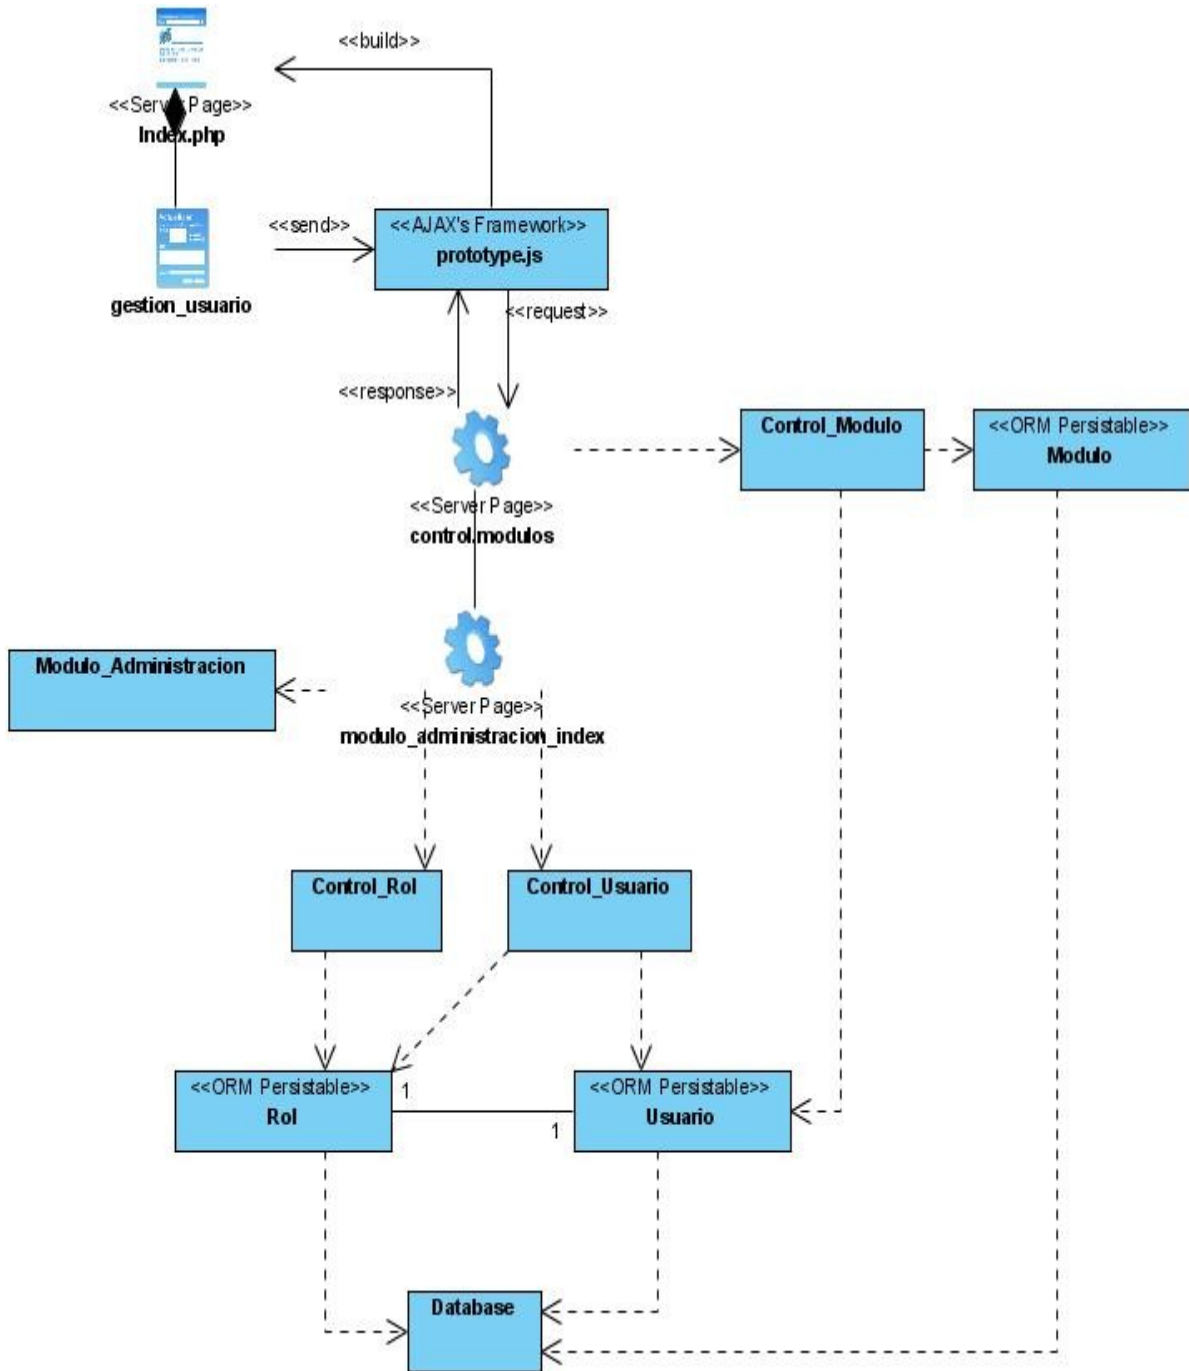 <<build>>
<<Server Page>>
Index.php
<<send>>
<<AJAX's Framework>>
prototype.js
gestion_usuario
<<request>>
<<response>>
Control_Modulo
<<ORM Persistable>>
Modulo
<<Server Page>>
control.modulos
Modulo_Administracion
<<Server Page>>
modulo_administracion_index
Control_Rol
Control_Usuario
<<ORM Persistable>>
Rol
1
1
<<ORM Persistable>>
Usuario
Database